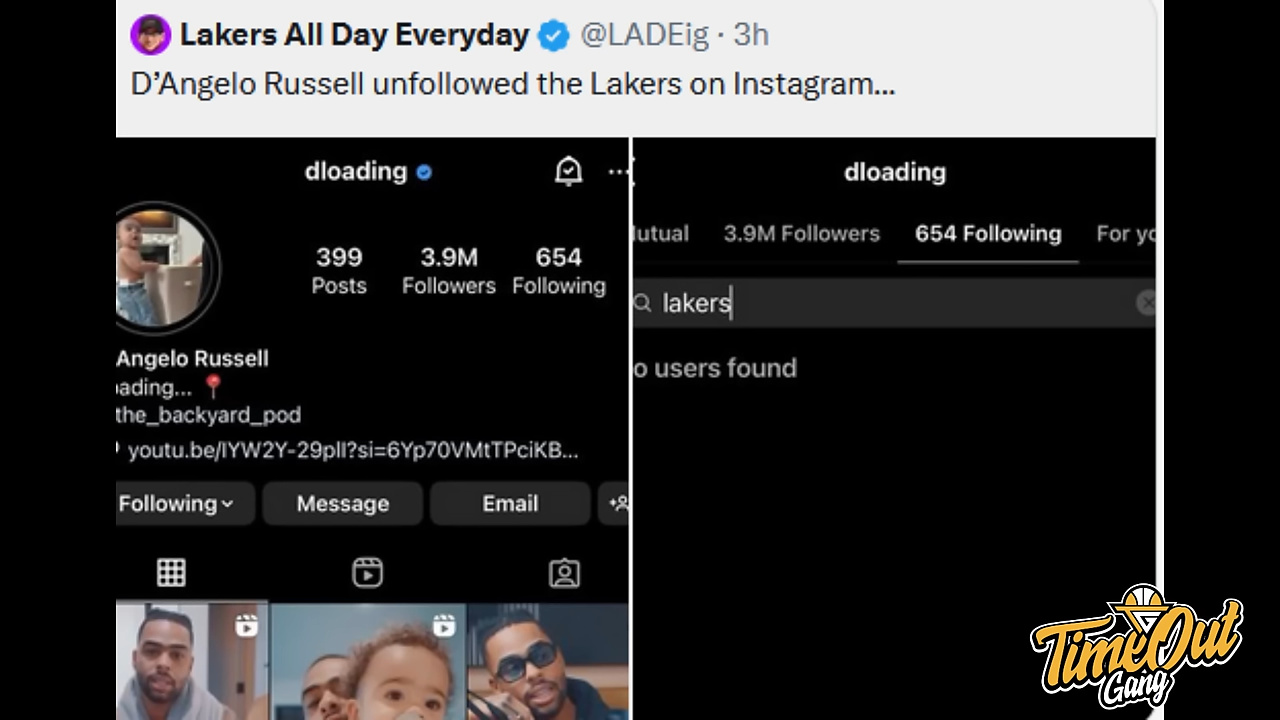 Lakers All Day Everyday @LADEig · 3h
D’Angelo Russell unfollowed the Lakers on Instagram...
dloading
399 3.9M 654
Posts Followers Following
Angelo Russell
oading...
the_backyard_pod
youtu.be/IYW2Y-29plI?si=6Yp70VMtTPciKB...
Following Message Email
dloading
utual 3.9M Followers 654 Following For yo
lakers
o users found
TimeOut
Gang